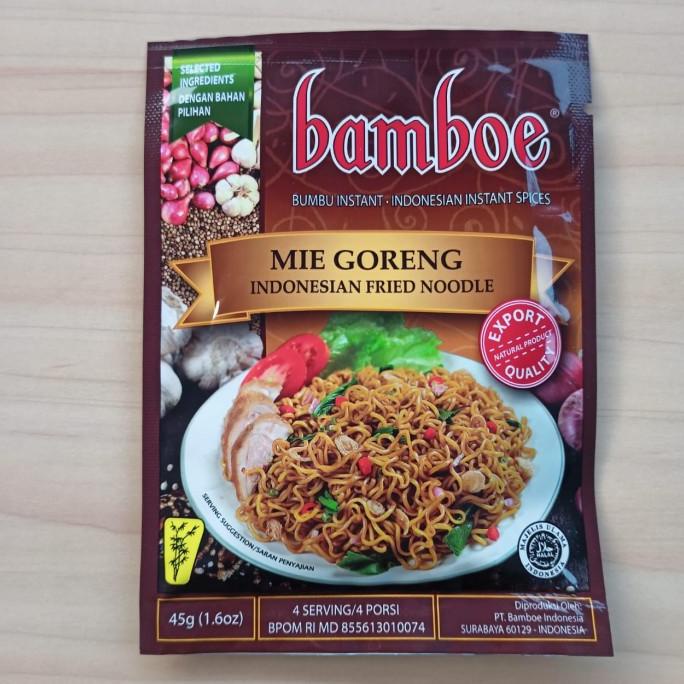 SELECTED
INGREDIENTS
DENGAN BAHAN
PILIHAN
bamboe®
BUMBU INSTANT · INDONESIAN INSTANT SPICES
MIE GORENG
INDONESIAN FRIED NOODLE
EXPORT
NATURAL PRODUCT
QUALITY
SERVING SUGGESTION/SARAN PENYAJIAN
MAJELIS ULAMA
HALAL
INDONESIA
45g (1.6oz)
4 SERVING/4 PORSI
BPOM RI MD 855613010074
Diproduksi Oleh:
PT. Bamboe Indonesia
SURABAYA 60129 - INDONESIA